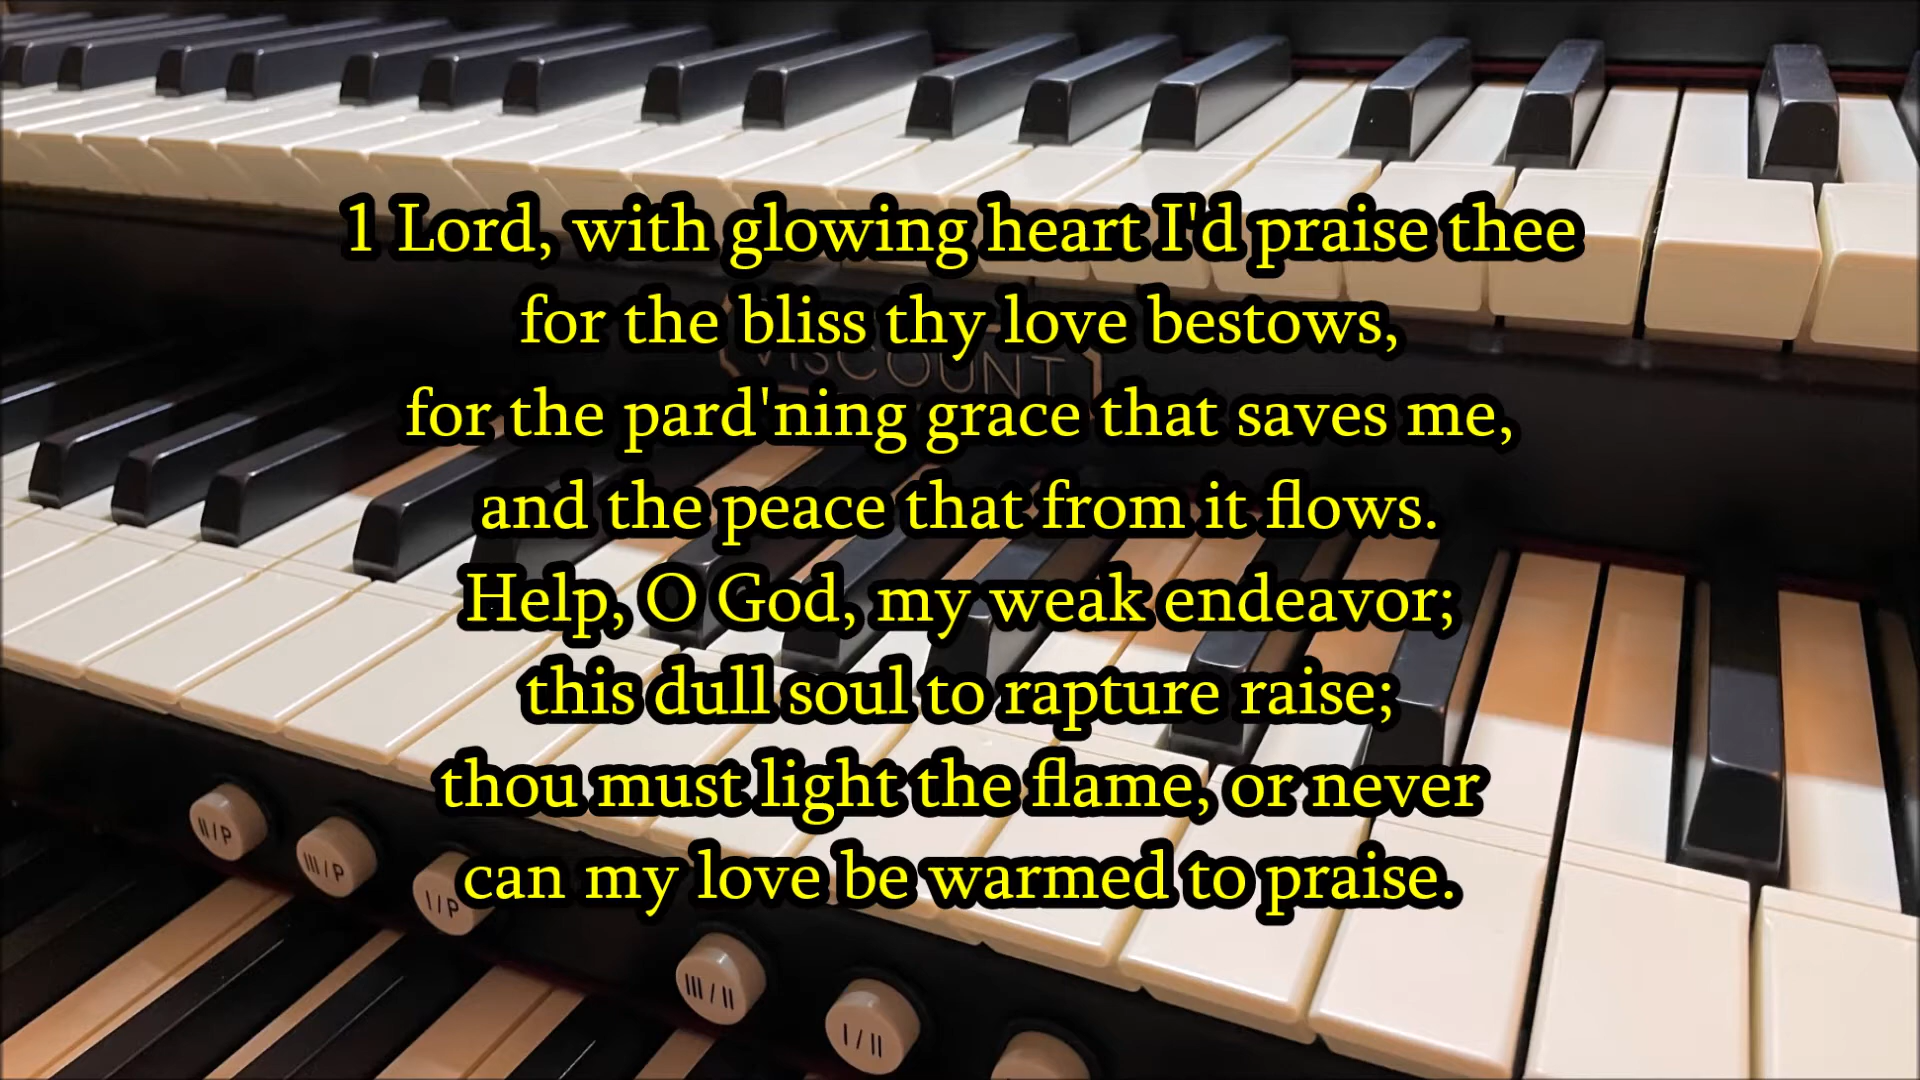 1 Lord, with glowing heart I'd praise thee
for the bliss thy love bestows,
VISCOUNT
for the pard'ning grace that saves me,
and the peace that from it flows.
Help, O God, my weak endeavor;
this dull soul to rapture raise;
thou must light the flame, or never
can my love be warmed to praise.
II/P
III/P
I/P
III/II
I/II